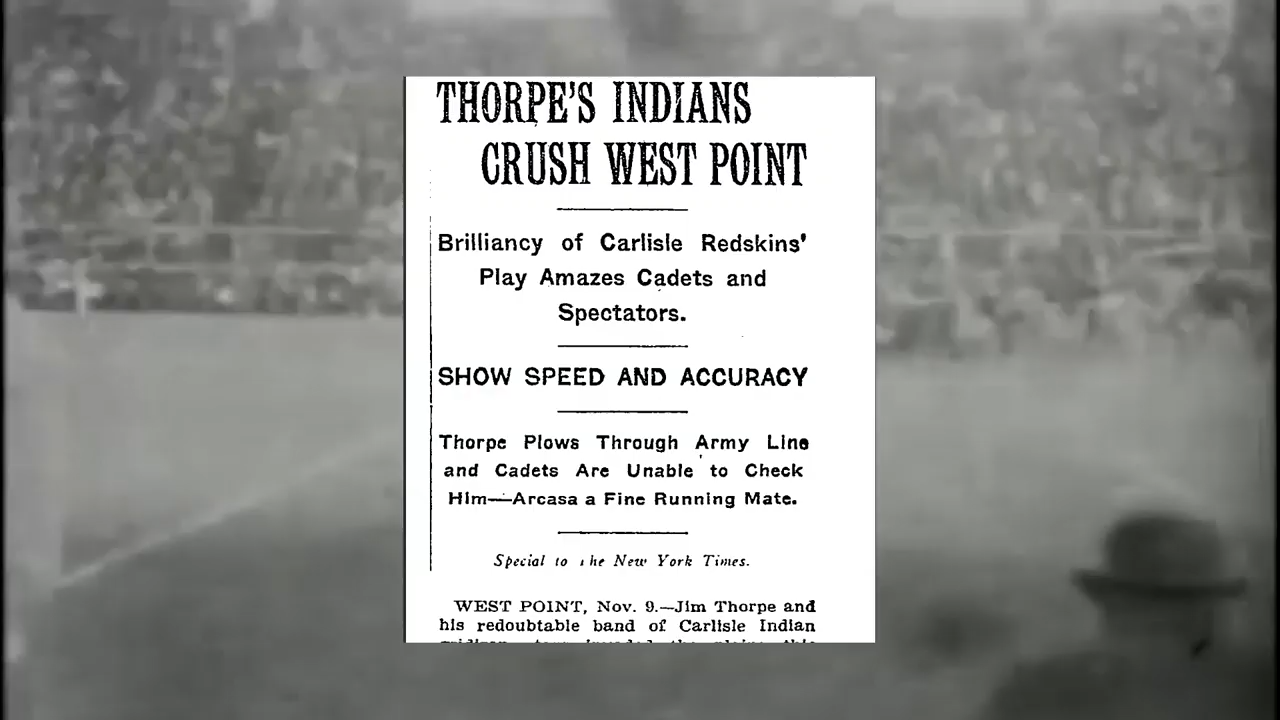 THORPE'S INDIANS
CRUSH WEST POINT
Brilliancy of Carlisle Redskins'
Play Amazes Cadets and
Spectators.
SHOW SPEED AND ACCURACY
Thorpe Plows Through Army Line
and Cadets Are Unable to Check
Him—Arcasa a Fine Running Mate.
Special to The New York Times.
WEST POINT, Nov. 9.—Jim Thorpe and
his redoubtable band of Carlisle Indian